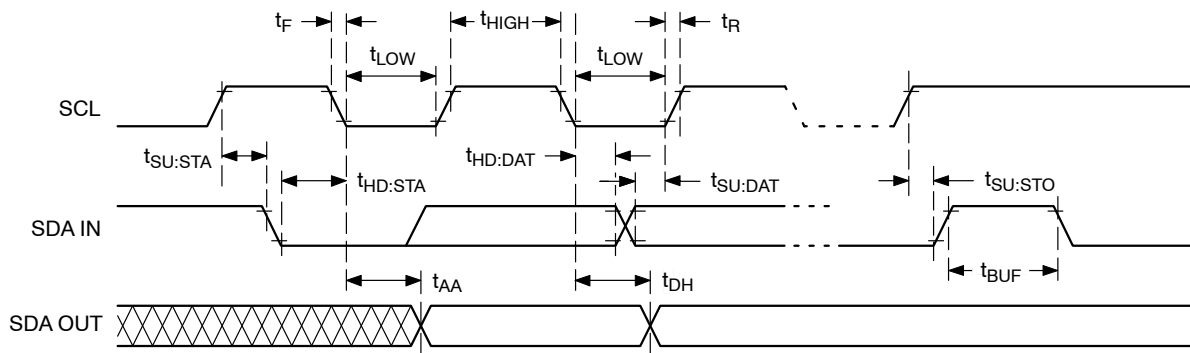 tF
tHIGH
tR
tLOW
tLOW
SCL
tSU:STA
tHD:STA
tHD:DAT
tSU:DAT
tSU:STO
SDA IN
tAA
tDH
tBUF
SDA OUT